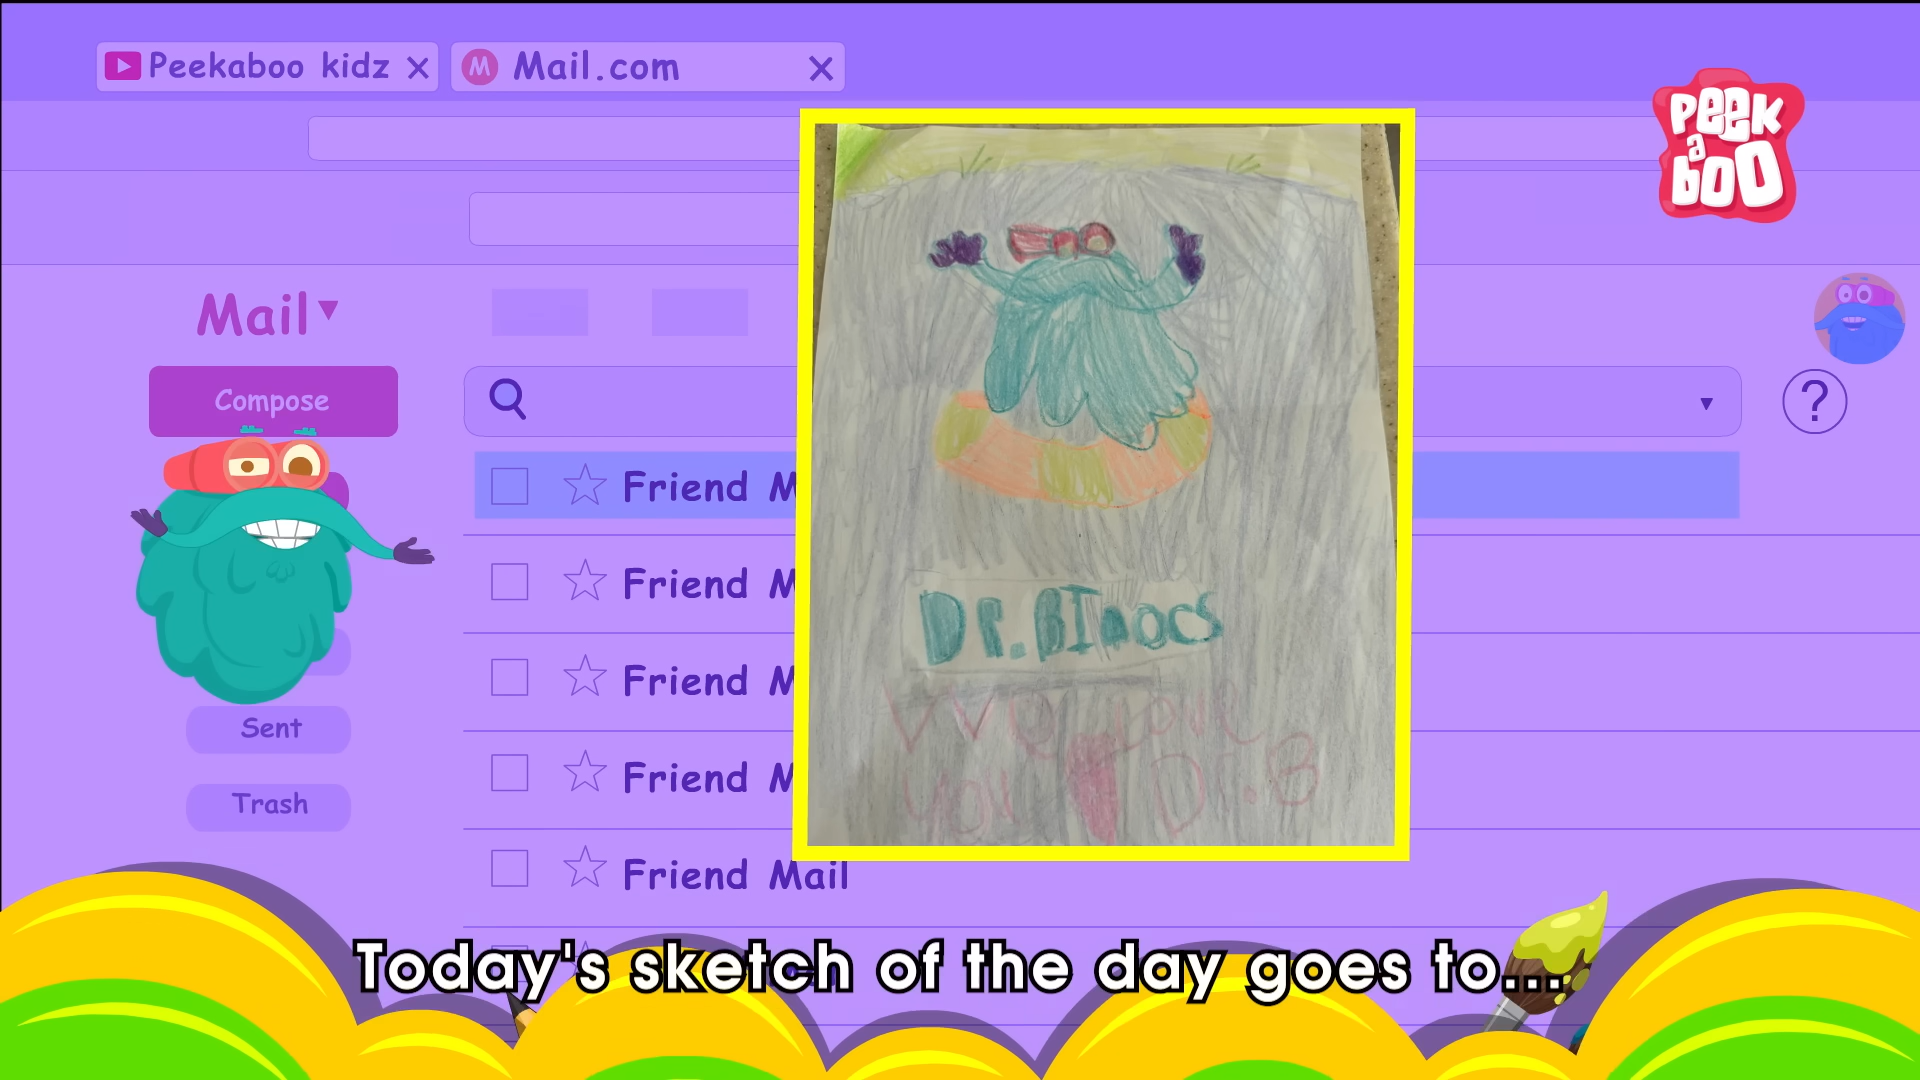 Peekaboo kidz
M Mail.com
PEEK
a
boo
Mail
Compose
?
Friend M
Friend M
Friend M
Friend M
Friend Mail
Sent
Trash
DR. BINOCS
We Love
you Dr. B
Today's sketch of the day goes to...